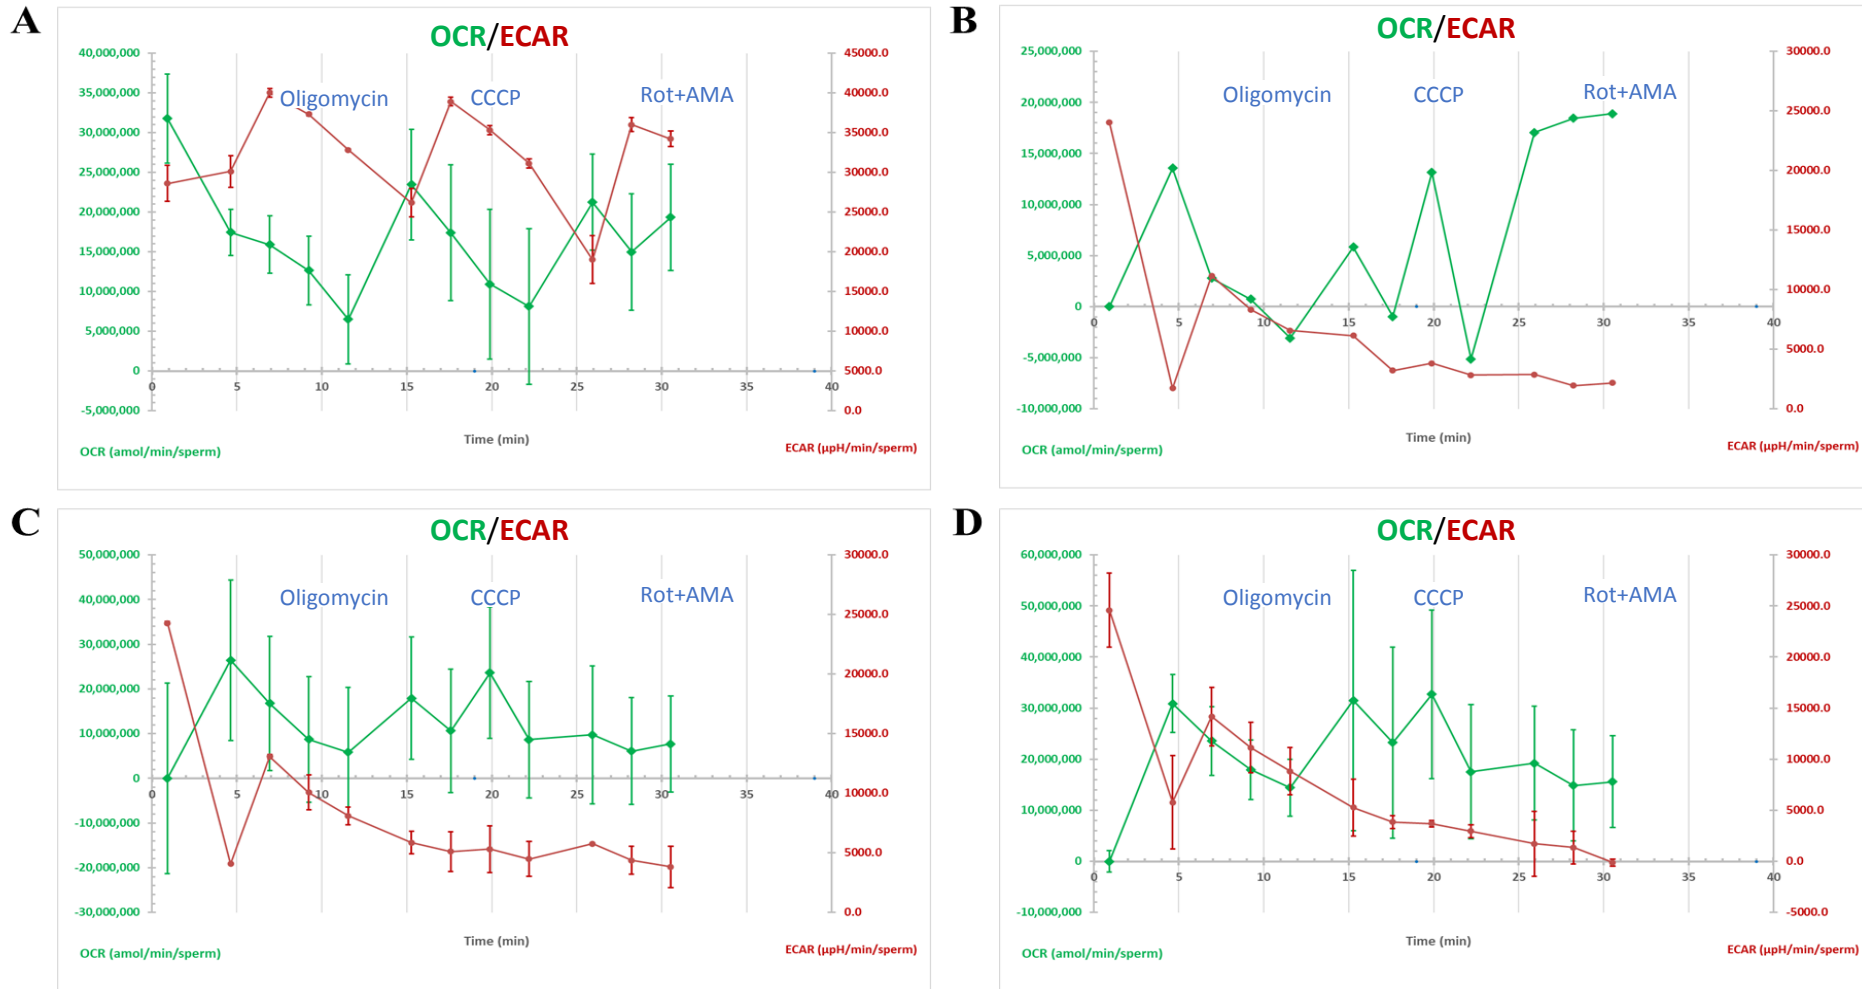 A
OCR/ECAR
40,000,000
35,000,000
30,000,000
25,000,000
20,000,000
15,000,000
10,000,000
5,000,000
0
-5,000,000
45000.0
40000.0
35000.0
30000.0
25000.0
20000.0
15000.0
10000.0
5000.0
0.0
Oligomycin
CCCP
Rot+AMA
0 5 10 15 20 25 30 35 40
Time (min)
OCR (amol/min/sperm)
ECAR (µpH/min/sperm)
B
OCR/ECAR
25,000,000
20,000,000
15,000,000
10,000,000
5,000,000
0
-5,000,000
-10,000,000
30000.0
25000.0
20000.0
15000.0
10000.0
5000.0
0.0
Oligomycin
CCCP
Rot+AMA
0 5 10 15 20 25 30 35 40
Time (min)
OCR (amol/min/sperm)
ECAR (µpH/min/sperm)
C
OCR/ECAR
50,000,000
40,000,000
30,000,000
20,000,000
10,000,000
0
-10,000,000
-20,000,000
-30,000,000
30000.0
25000.0
20000.0
15000.0
10000.0
5000.0
0.0
Oligomycin
CCCP
Rot+AMA
0 5 10 15 20 25 30 35 40
Time (min)
OCR (amol/min/sperm)
ECAR (µpH/min/sperm)
D
OCR/ECAR
60,000,000
50,000,000
40,000,000
30,000,000
20,000,000
10,000,000
0
-10,000,000
30000.0
25000.0
20000.0
15000.0
10000.0
5000.0
0.0
-5000.0
Oligomycin
CCCP
Rot+AMA
0 5 10 15 20 25 30 35 40
Time (min)
OCR (amol/min/sperm)
ECAR (µpH/min/sperm)